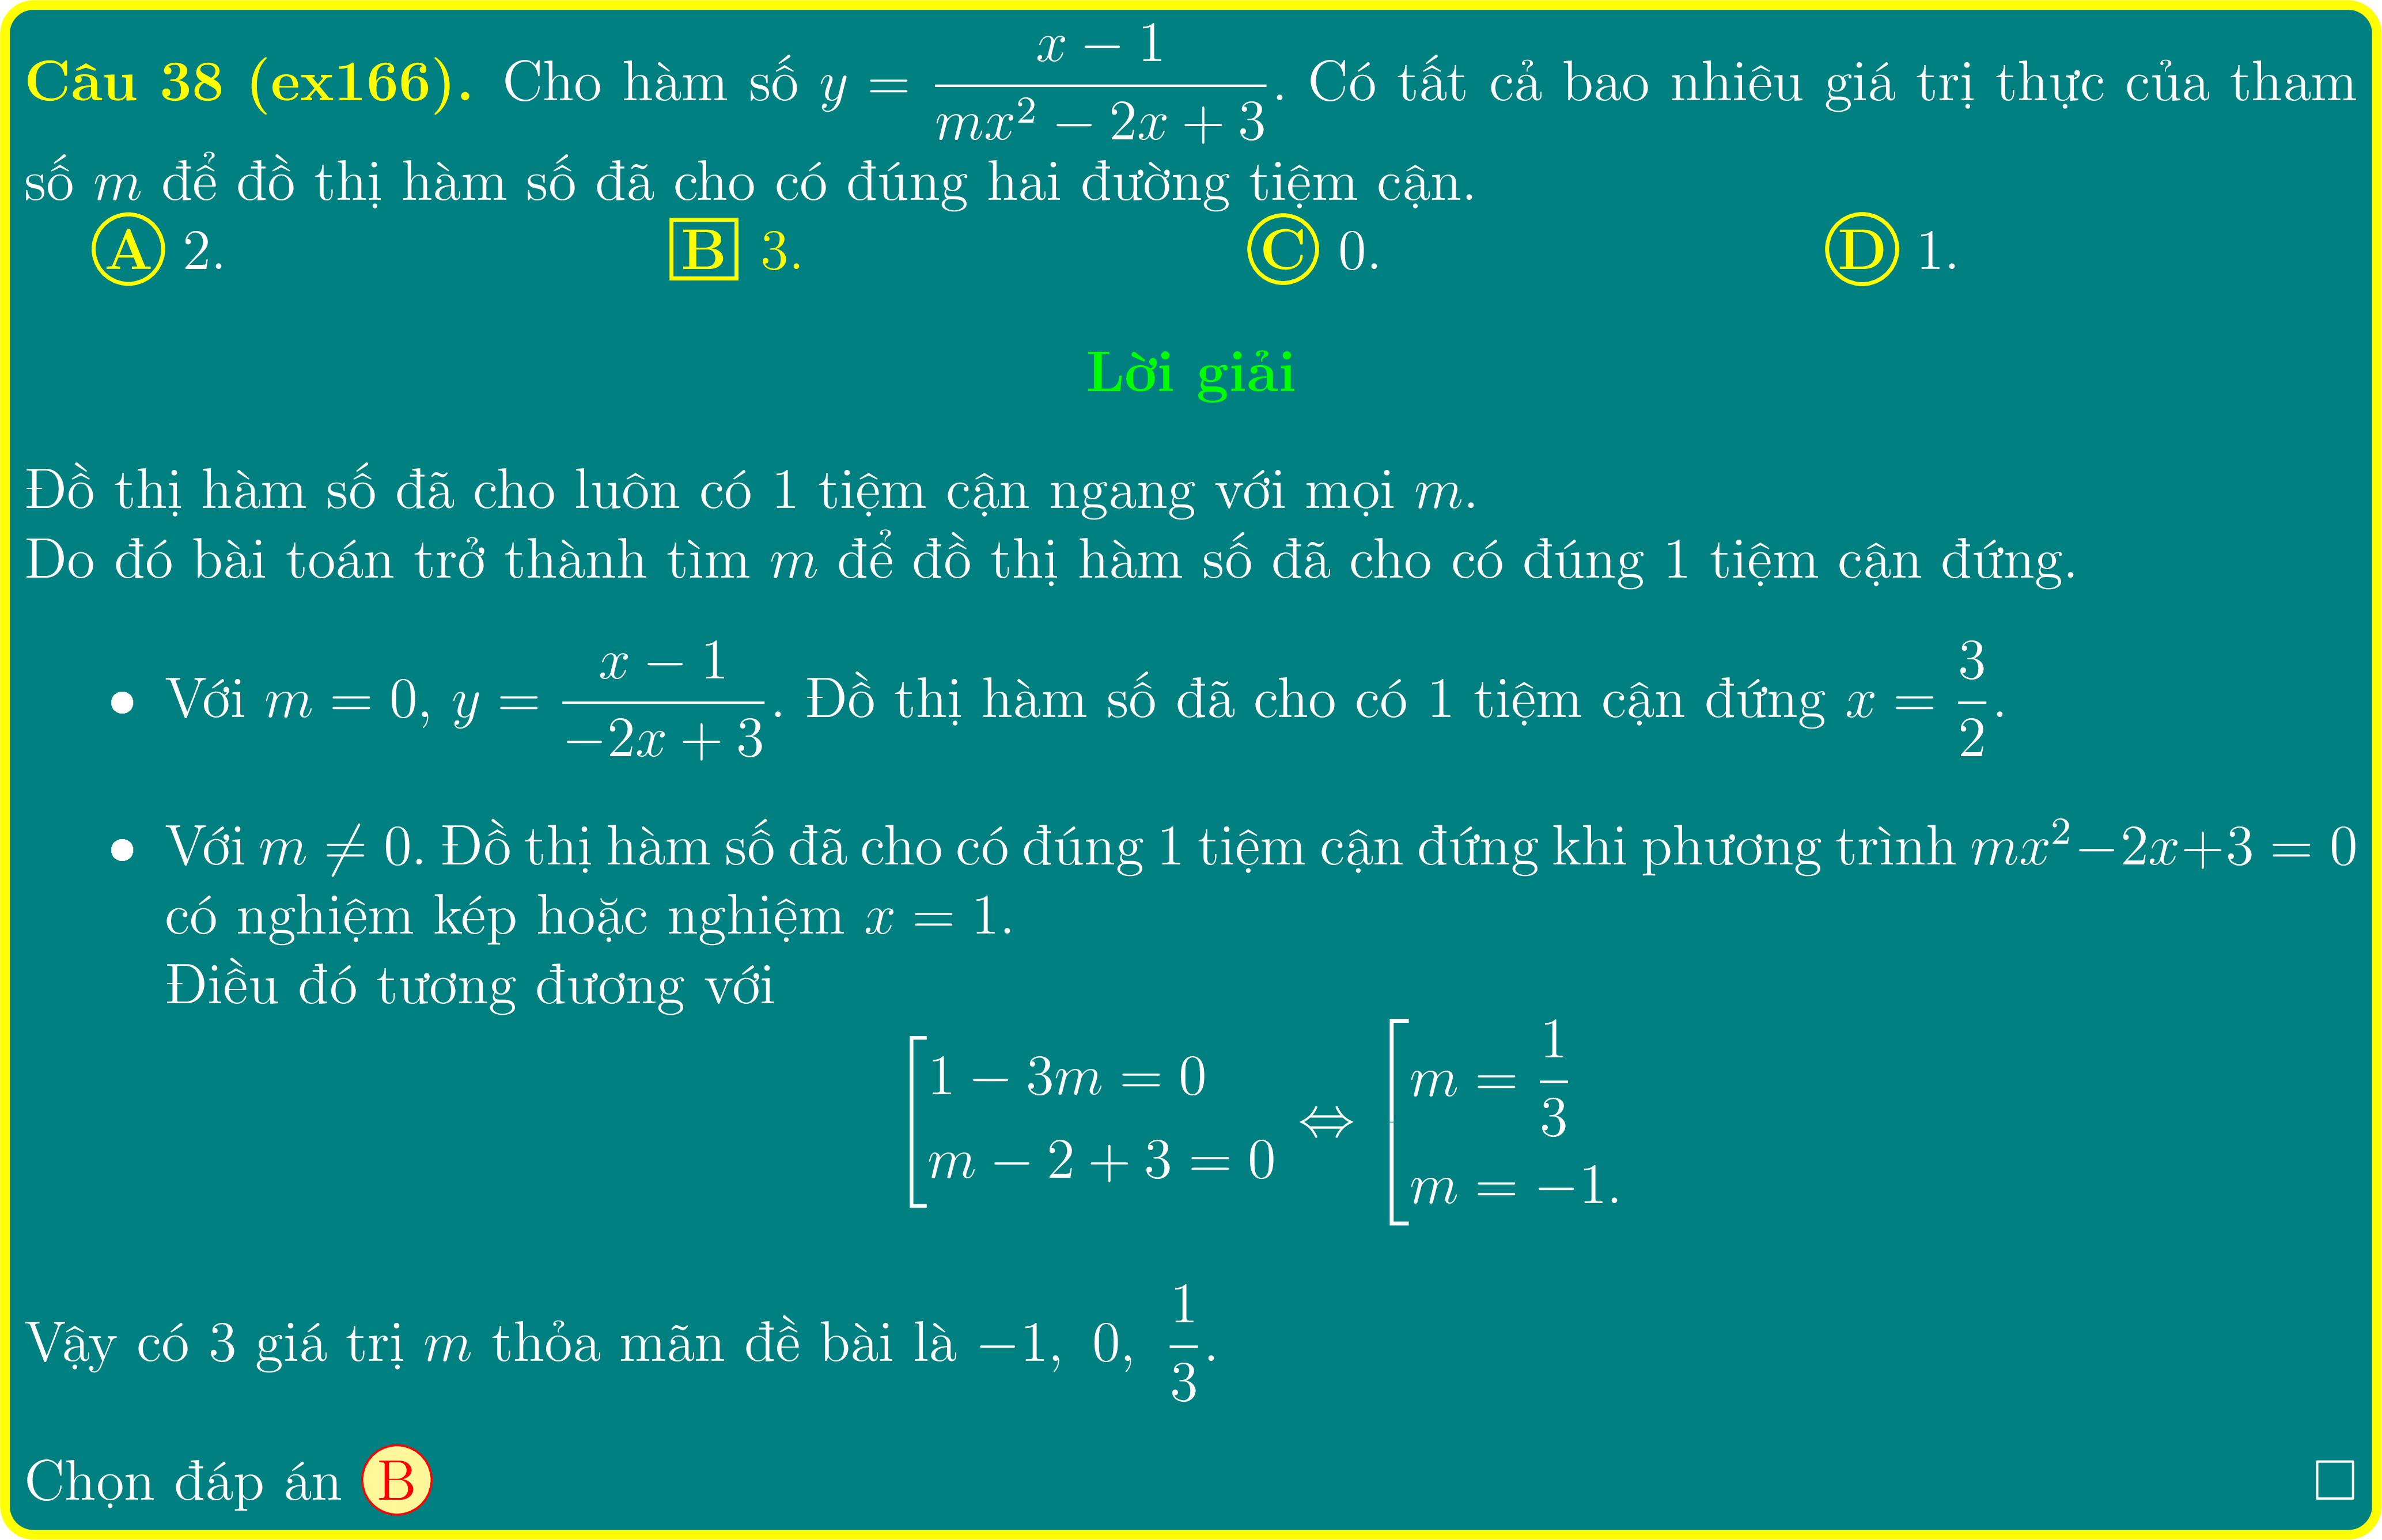 Câu 38 (ex166). Cho hàm số $y = \dfrac{x-1}{mx^2-2x+3}$. Có tất cả bao nhiêu giá trị thực của tham
số $m$ để đồ thị hàm số đã cho có đúng hai đường tiệm cận.
A 2. B 3. C 0. D 1.
Lời giải
Đồ thị hàm số đã cho luôn có 1 tiệm cận ngang với mọi $m$.
Do đó bài toán trở thành tìm $m$ để đồ thị hàm số đã cho có đúng 1 tiệm cận đứng.
• Với $m = 0$, $y = \dfrac{x-1}{-2x+3}$. Đồ thị hàm số đã cho có 1 tiệm cận đứng $x = \dfrac{3}{2}$.
• Với $m \neq 0$. Đồ thị hàm số đã cho có đúng 1 tiệm cận đứng khi phương trình $mx^2-2x+3 = 0$
có nghiệm kép hoặc nghiệm $x = 1$.
Điều đó tương đương với
$\left[\begin{array}{l} 1-3m=0 \\ m-2+3=0 \end{array}\right. \Leftrightarrow \left[\begin{array}{l} m=\dfrac{1}{3} \\ m=-1. \end{array}\right.$
Vậy có 3 giá trị $m$ thỏa mãn đề bài là $-1,\ 0,\ \dfrac{1}{3}$.
Chọn đáp án B □